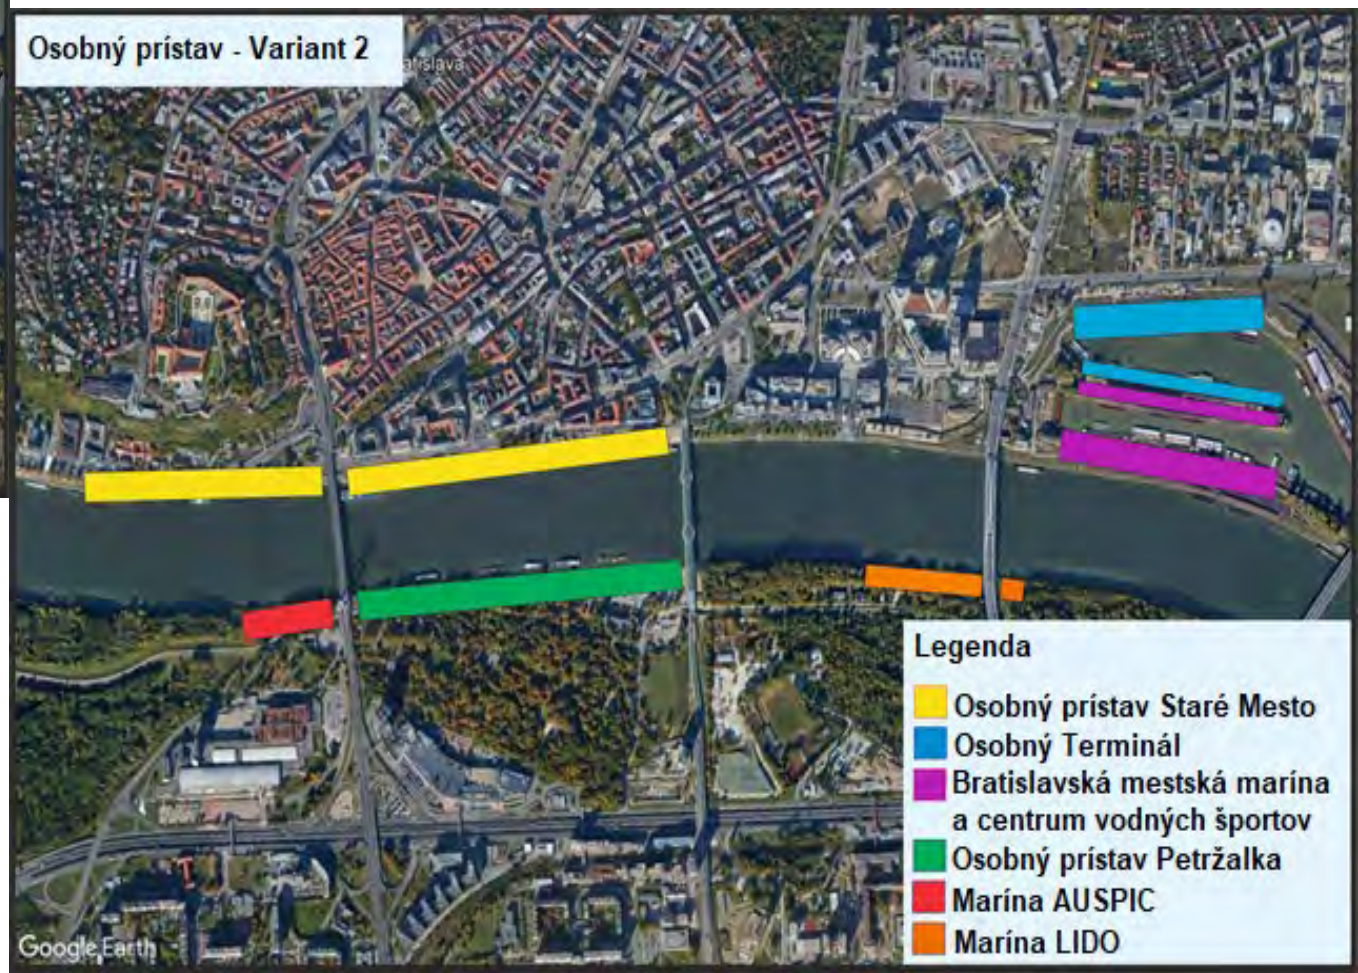 Osobný prístav - Variant 2
atislava
Legenda
Osobný prístav Staré Mesto
Osobný Terminál
Bratislavská mestská marína
a centrum vodných športov
Osobný prístav Petržalka
Marína AUSPIC
Marína LIDO
Google Earth